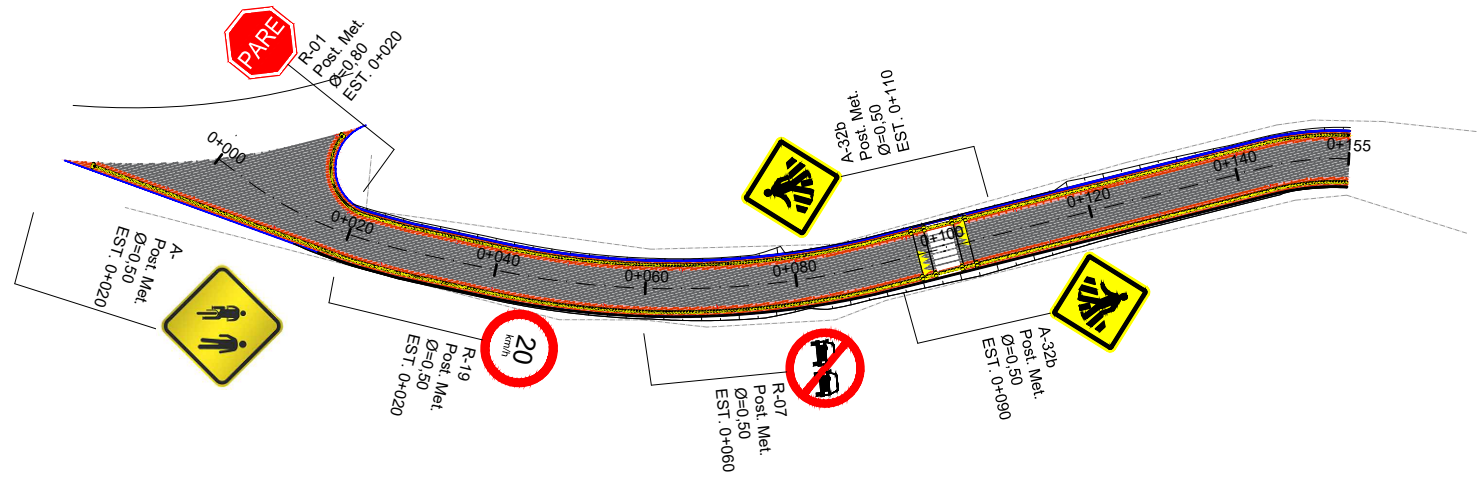 PARE
R-01
Post. Met.
Ø=0,80
EST. 0+020
A-32b
Post. Met.
Ø=0,50
EST. 0+110
0+000
0+020
0+040
0+060
0+080
0+100
0+120
0+140
0+155
A-
Post. Met.
Ø=0,50
EST. 0+020
20
km/h
R-19
Post. Met.
Ø=0,50
EST. 0+020
R-07
Post. Met.
Ø=0,50
EST. 0+060
A-32b
Post. Met.
Ø=0,50
EST. 0+090